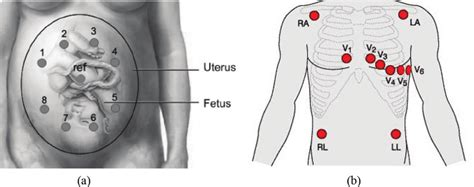 2
3
1
4
ref
8
5
7
6
Uterus
Fetus
(a)
RA
LA
V1
V2
V3
V4
V5
V6
RL
LL
(b)